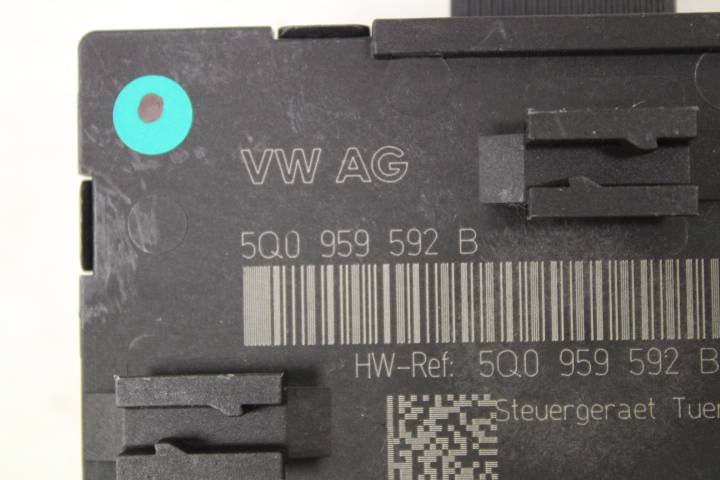 VW AG
5Q0 959 592 B
HW-Ref: 5Q0 959 592 B
Steuergeraet Tuer